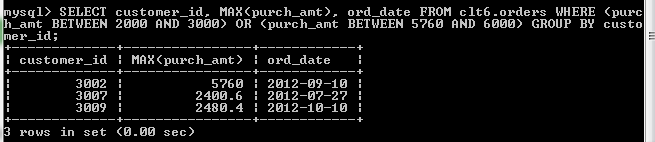 mysql> SELECT customer_id, MAX(purch_amt), ord_date FROM clt6.orders WHERE (purc
h_amt BETWEEN 2000 AND 3000) OR (purch_amt BETWEEN 5760 AND 6000) GROUP BY custo
mer_id;
+-------------+----------------+------------+
| customer_id | MAX(purch_amt) | ord_date   |
+-------------+----------------+------------+
|        3002 |           5760 | 2012-09-10 |
|        3007 |         2400.6 | 2012-07-27 |
|        3009 |         2480.4 | 2012-10-10 |
+-------------+----------------+------------+
3 rows in set (0.00 sec)